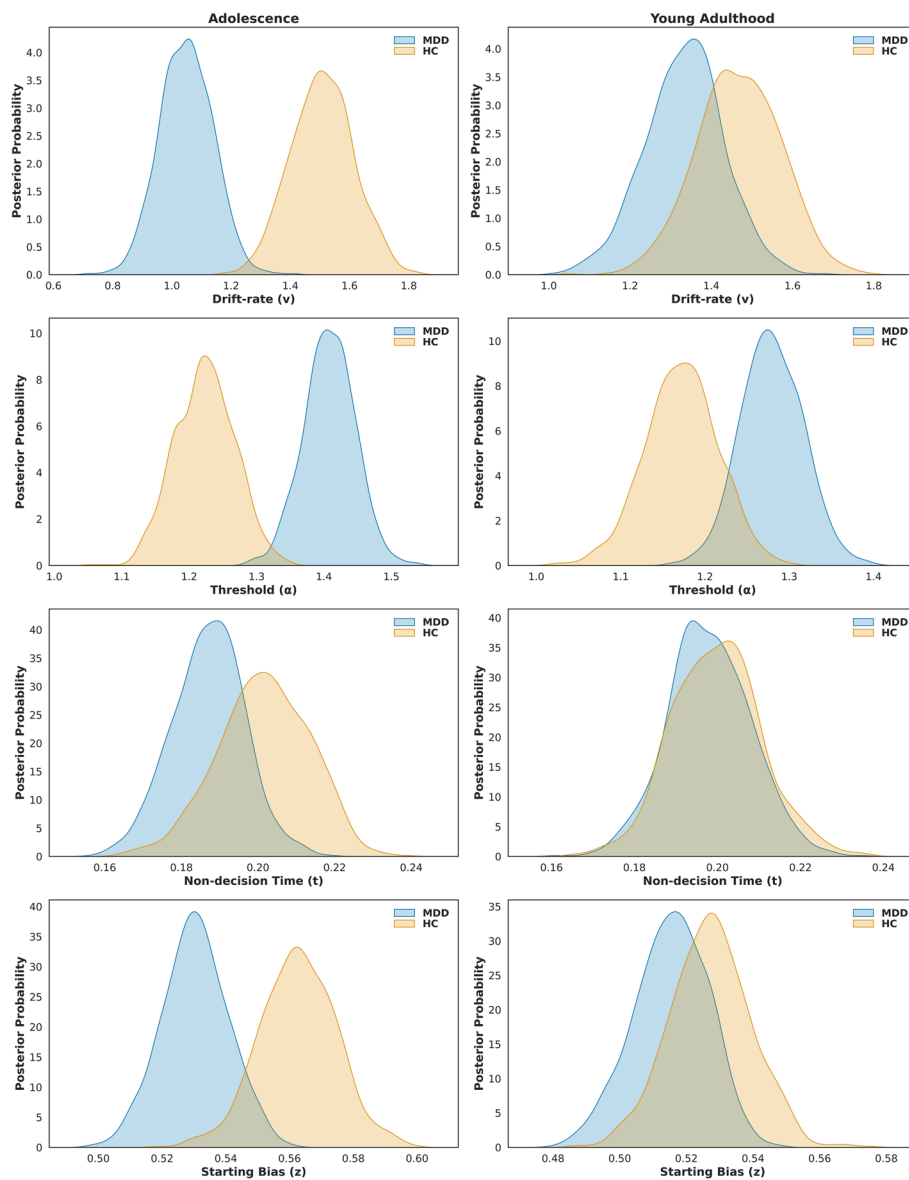 Adolescence
Young Adulthood
Posterior Probability
4.0
3.5
3.0
2.5
2.0
1.5
1.0
0.5
0.0
MDD
HC
0.6 0.8 1.0 1.2 1.4 1.6 1.8
Drift-rate (v)
Posterior Probability
4.0
3.5
3.0
2.5
2.0
1.5
1.0
0.5
0.0
MDD
HC
1.0 1.2 1.4 1.6 1.8
Drift-rate (v)
Posterior Probability
10
8
6
4
2
0
MDD
HC
1.0 1.1 1.2 1.3 1.4 1.5
Threshold (α)
Posterior Probability
10
8
6
4
2
0
MDD
HC
1.0 1.1 1.2 1.3 1.4
Threshold (α)
Posterior Probability
40
35
30
25
20
15
10
5
0
MDD
HC
0.16 0.18 0.20 0.22 0.24
Non-decision Time (t)
Posterior Probability
40
35
30
25
20
15
10
5
0
MDD
HC
0.16 0.18 0.20 0.22 0.24
Non-decision Time (t)
Posterior Probability
40
35
30
25
20
15
10
5
0
MDD
HC
0.50 0.52 0.54 0.56 0.58 0.60
Starting Bias (z)
Posterior Probability
35
30
25
20
15
10
5
0
MDD
HC
0.48 0.50 0.52 0.54 0.56 0.58
Starting Bias (z)